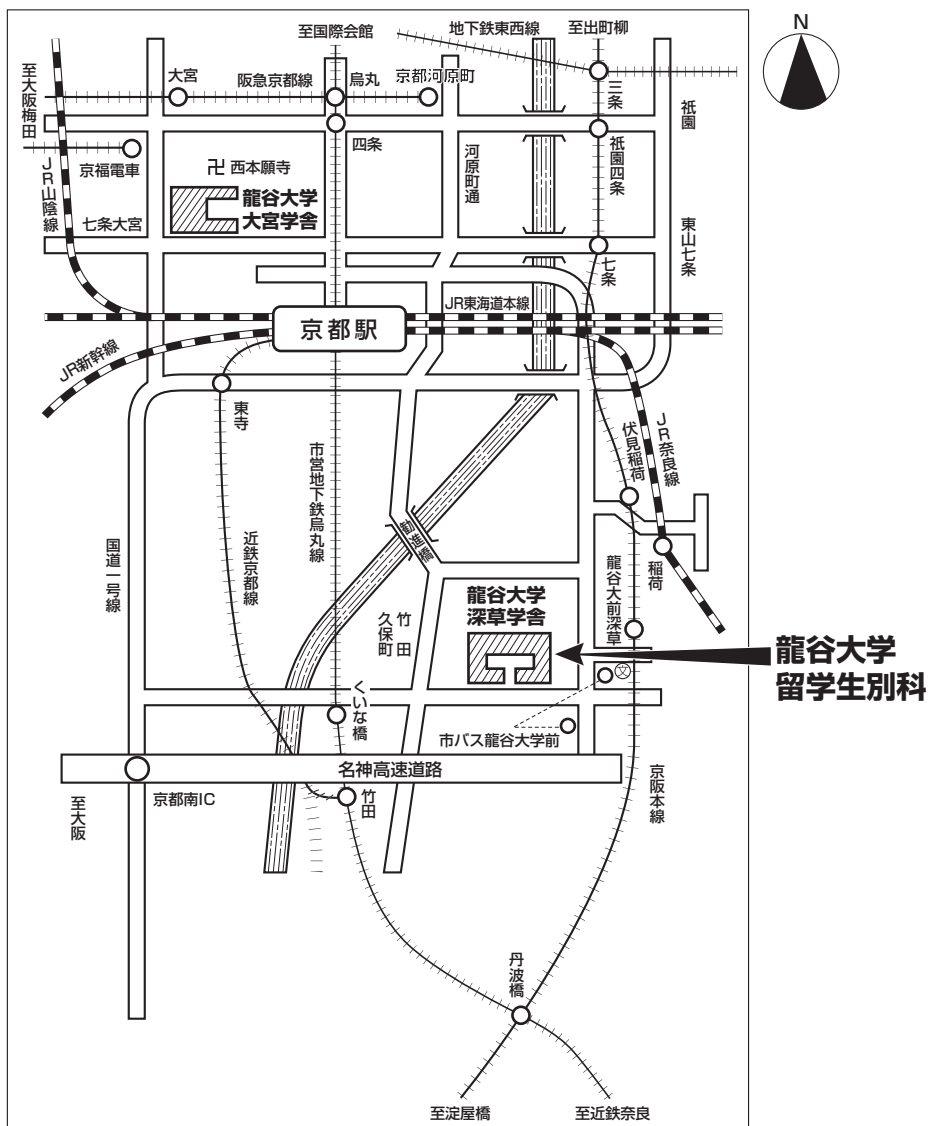 至国際会館
地下鉄東西線
至出町柳
N
至大阪梅田
大宮
阪急京都線
烏丸
京都河原町
三条
祇園
京福電車
四条
祇園四条
JR山陰線
卍西本願寺
龍谷大学
大宮学舎
河原町通
七条大宮
東山七条
七条
JR東海道本線
京都駅
JR新幹線
東寺
伏見稲荷
JR奈良線
市営地下鉄烏丸線
国道一号線
近鉄京都線
勧進橋
稲荷
龍谷大前深草
龍谷大学
深草学舎
竹田
久保町
龍谷大学
留学生別科
文
くいな橋
市バス龍谷大学前
名神高速道路
京都南IC
至大阪
竹田
京阪本線
丹波橋
至淀屋橋
至近鉄奈良